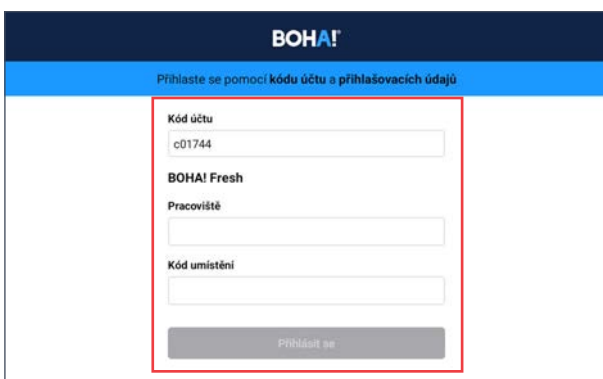 BOHA!
Přihlaste se pomocí kódu účtu a přihlašovacích údajů
Kód účtu
c01744
BOHA! Fresh
Pracoviště
Kód umístění
Přihlásit se